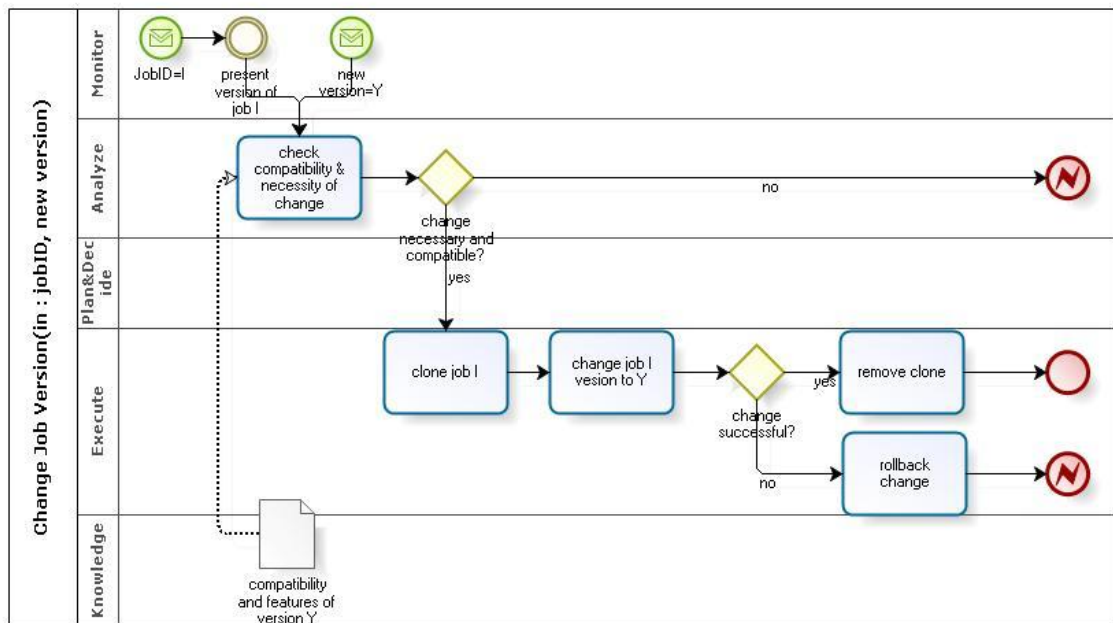 Change Job Version(in : jobID, new version)
Monitor
JobID=I
present
version of
job I
new
version=Y
Analyze
check
compatibility &
necessity of
change
no
change
necessary and
compatible?
Plan&Dec
ide
yes
Execute
clone job I
change job I
vesion to Y
yes
remove clone
change
successful?
no
rollback
change
Knowledge
compatibility
and features of
version Y